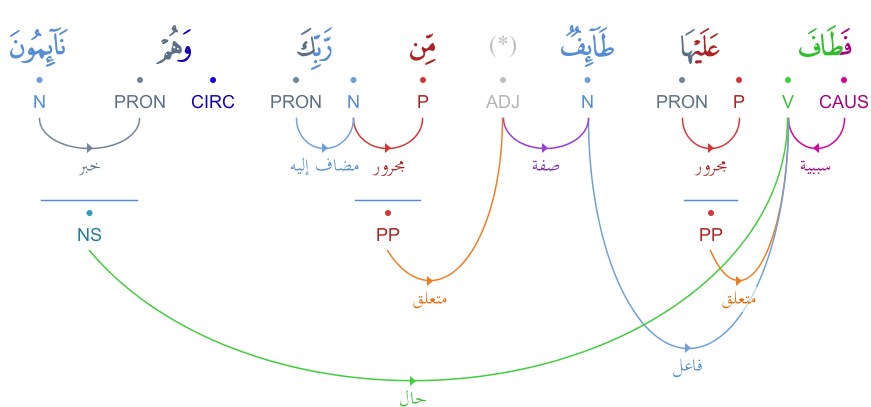 فَطَافَ عَلَيْهَا طَآئِفٌ (*) مِّن رَّبِّكَ وَهُمْ نَآئِمُونَ
CAUS V P PRON N ADJ P N PRON CIRC PRON N
سببية مجرور صفة مجرور مضاف إليه خبر
PP PP NS
متعلق متعلق
فاعل
حال